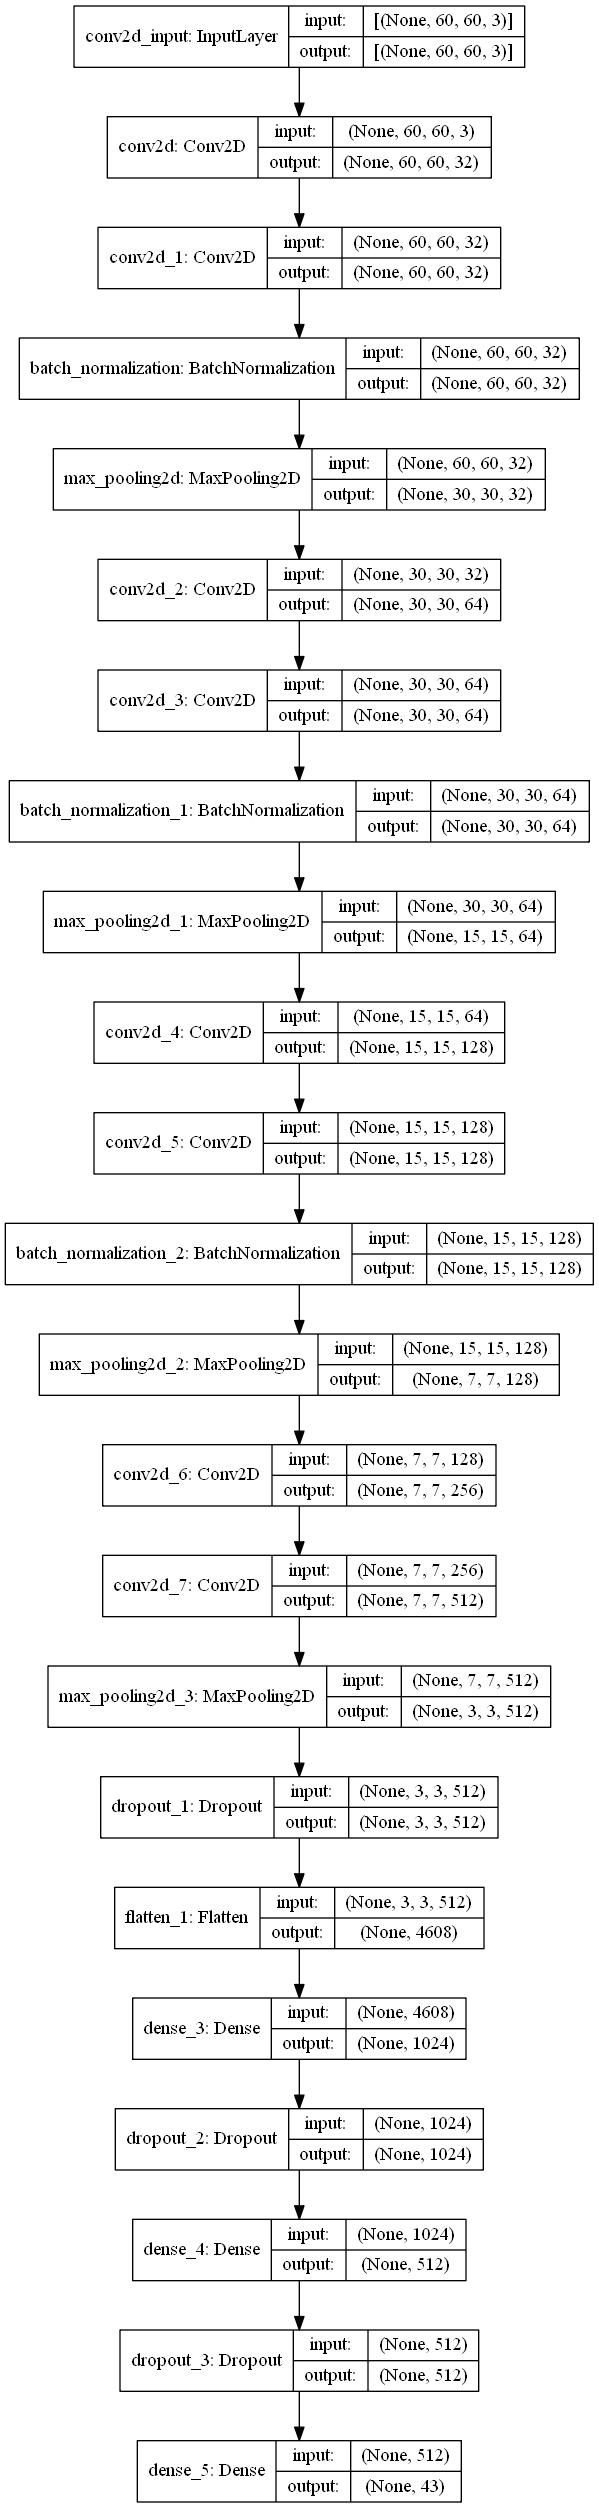 conv2d_input: InputLayer
input: [(None, 60, 60, 3)]
output: [(None, 60, 60, 3)]
conv2d: Conv2D
input: (None, 60, 60, 3)
output: (None, 60, 60, 32)
conv2d_1: Conv2D
input: (None, 60, 60, 32)
output: (None, 60, 60, 32)
batch_normalization: BatchNormalization
input: (None, 60, 60, 32)
output: (None, 60, 60, 32)
max_pooling2d: MaxPooling2D
input: (None, 60, 60, 32)
output: (None, 30, 30, 32)
conv2d_2: Conv2D
input: (None, 30, 30, 32)
output: (None, 30, 30, 64)
conv2d_3: Conv2D
input: (None, 30, 30, 64)
output: (None, 30, 30, 64)
batch_normalization_1: BatchNormalization
input: (None, 30, 30, 64)
output: (None, 30, 30, 64)
max_pooling2d_1: MaxPooling2D
input: (None, 30, 30, 64)
output: (None, 15, 15, 64)
conv2d_4: Conv2D
input: (None, 15, 15, 64)
output: (None, 15, 15, 128)
conv2d_5: Conv2D
input: (None, 15, 15, 128)
output: (None, 15, 15, 128)
batch_normalization_2: BatchNormalization
input: (None, 15, 15, 128)
output: (None, 15, 15, 128)
max_pooling2d_2: MaxPooling2D
input: (None, 15, 15, 128)
output: (None, 7, 7, 128)
conv2d_6: Conv2D
input: (None, 7, 7, 128)
output: (None, 7, 7, 256)
conv2d_7: Conv2D
input: (None, 7, 7, 256)
output: (None, 7, 7, 512)
max_pooling2d_3: MaxPooling2D
input: (None, 7, 7, 512)
output: (None, 3, 3, 512)
dropout_1: Dropout
input: (None, 3, 3, 512)
output: (None, 3, 3, 512)
flatten_1: Flatten
input: (None, 3, 3, 512)
output: (None, 4608)
dense_3: Dense
input: (None, 4608)
output: (None, 1024)
dropout_2: Dropout
input: (None, 1024)
output: (None, 1024)
dense_4: Dense
input: (None, 1024)
output: (None, 512)
dropout_3: Dropout
input: (None, 512)
output: (None, 512)
dense_5: Dense
input: (None, 512)
output: (None, 43)